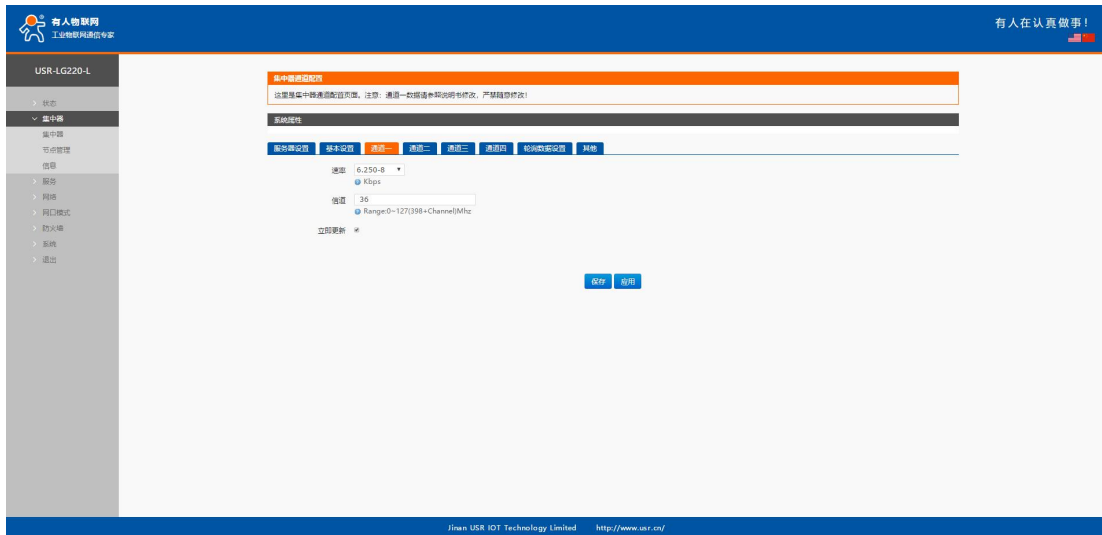 有人物联网
工业物联网通信专家
有人在认真做事!
USR-LG220-L
状态
集中器
集中器
节点管理
信息
服务
网络
网口模式
防火墙
系统
退出
集中器通道配置
这里是集中器通道配置页面。注意：通道一数据请参照说明书修改，严禁随意修改!
系统属性
服务器设置 基本设置 通道一 通道二 通道三 通道四 轮询数据设置 其他
速率 6.250-8
Kbps
信道 36
Range:0~127(398+Channel)Mhz
立即更新
保存 应用
Jinan USR IOT Technology Limited http://www.usr.cn/